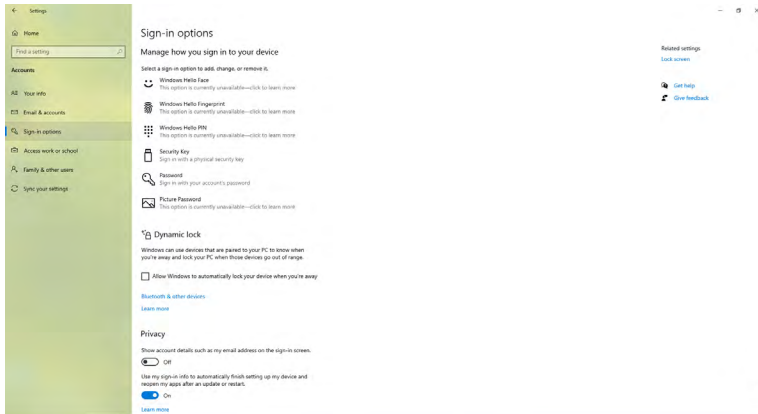 Settings
Home
Find a setting
Accounts
Your info
Email & accounts
Sign-in options
Access work or school
Family & other users
Sync your settings
Sign-in options
Manage how you sign in to your device
Select a sign-in option to add, change, or remove it.
Windows Hello Face
This option is currently unavailable—click to learn more
Windows Hello Fingerprint
This option is currently unavailable—click to learn more
Windows Hello PIN
This option is currently unavailable—click to learn more
Security Key
Sign in with a physical security key
Password
Sign in with your account's password
Picture Password
This option is currently unavailable—click to learn more
Dynamic lock
Windows can use devices that are paired to your PC to know when
you're away and lock your PC when those devices go out of range.
Allow Windows to automatically lock your device when you're away
Bluetooth & other devices
Learn more
Privacy
Show account details such as my email address on the sign-in screen.
Off
Use my sign-in info to automatically finish setting up my device and
reopen my apps after an update or restart.
On
Learn more
Related settings
Lock screen
Get help
Give feedback